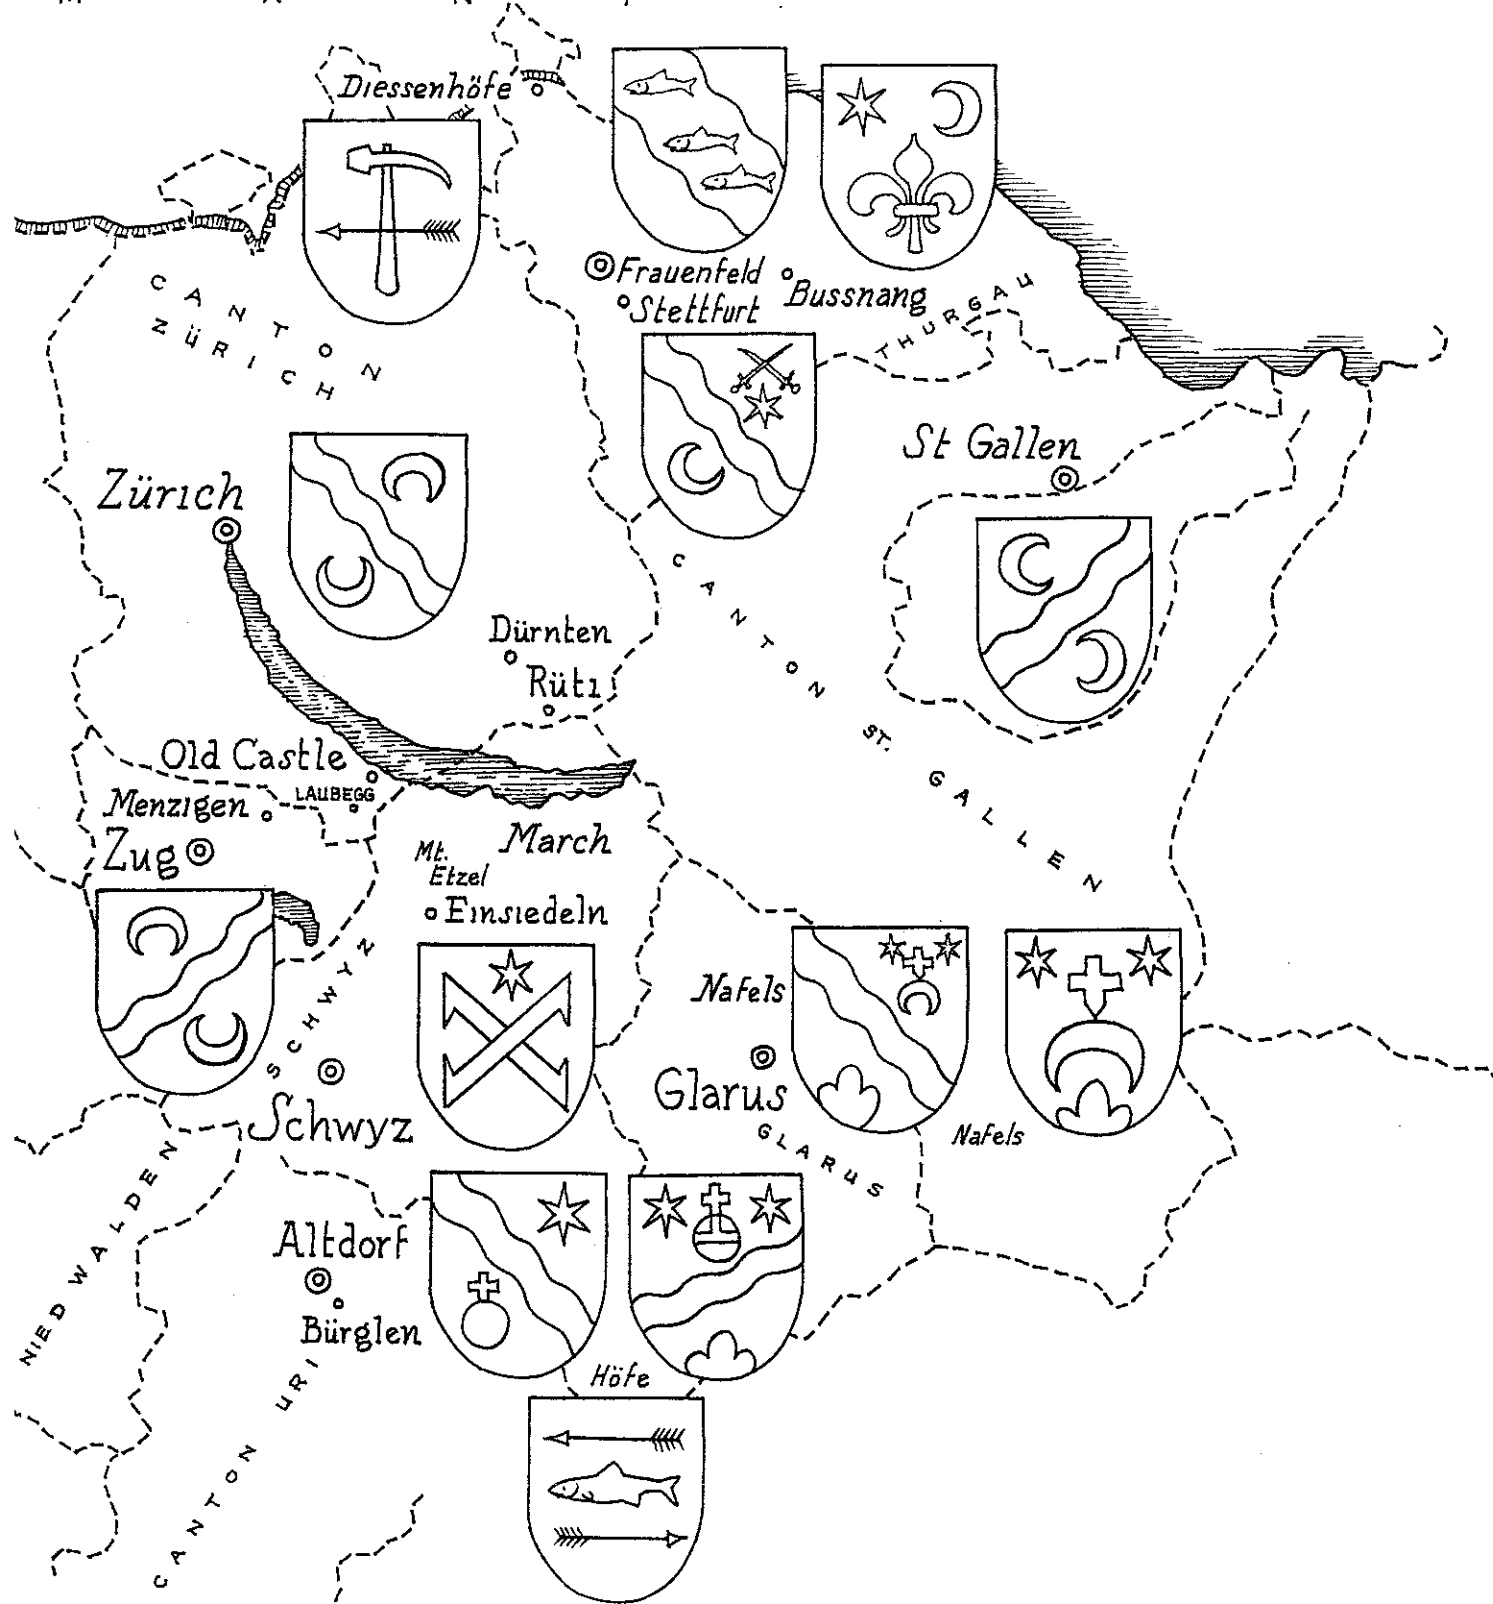 Diessenhöfe
Frauenfeld
Stettfurt
Bussnang
THURGAU
CANTON
ZÜRICH
St Gallen
Zürich
CANTON ST. GALLEN
Dürnten
Rüti
Old Castle
LAUBEGG
Menzigen
Zug
March
Mt.
Etzel
Einsiedeln
SCHWYZ
Schwyz
Nafels
Glarus
GLARUS
Nafels
NIEDWALDEN
Altdorf
Bürglen
CANTON URI
Höfe